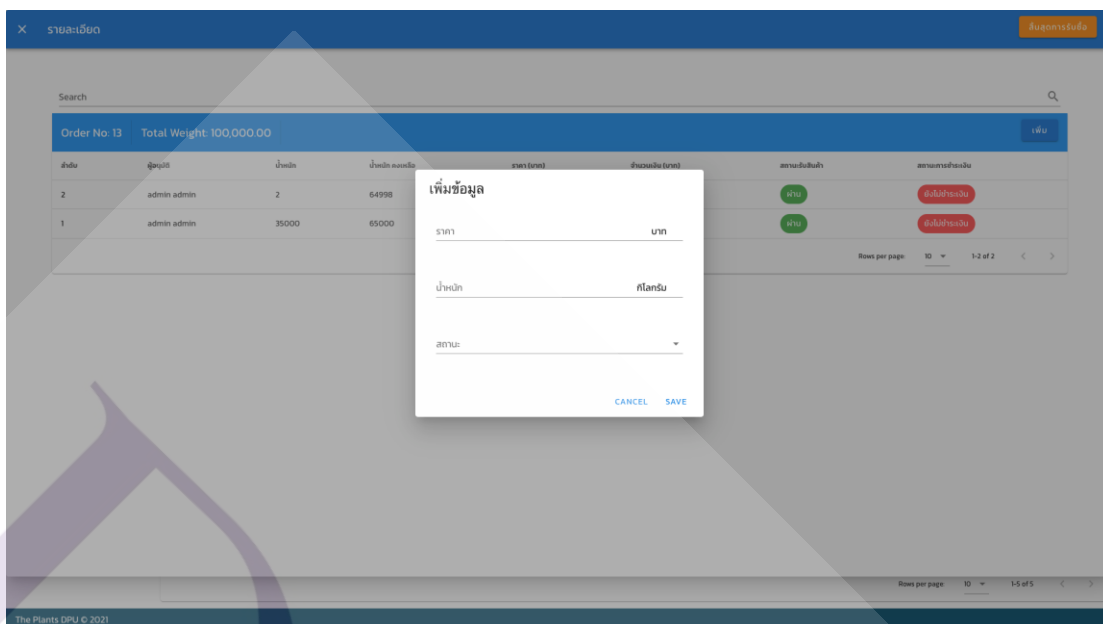 × รายละเอียด สิ้นสุดการรับซื้อ
Search
Order No: 13 Total Weight: 100,000.00 เพิ่ม
ลำดับ ผู้อนุมัติ น้ำหนัก น้ำหนัก คงเหลือ ราคา (บาท) จำนวนเงิน (บาท) สถานะรับสินค้า สถานะการชำระเงิน
2 admin admin 2 64998 ผ่าน ยังไม่ชำระเงิน
1 admin admin 35000 65000 ผ่าน ยังไม่ชำระเงิน
Rows per page: 10 1-2 of 2
เพิ่มข้อมูล
ราคา บาท
น้ำหนัก กิโลกรัม
สถานะ
CANCEL SAVE
Rows per page: 10 1-5 of 5
The Plants DPU © 2021